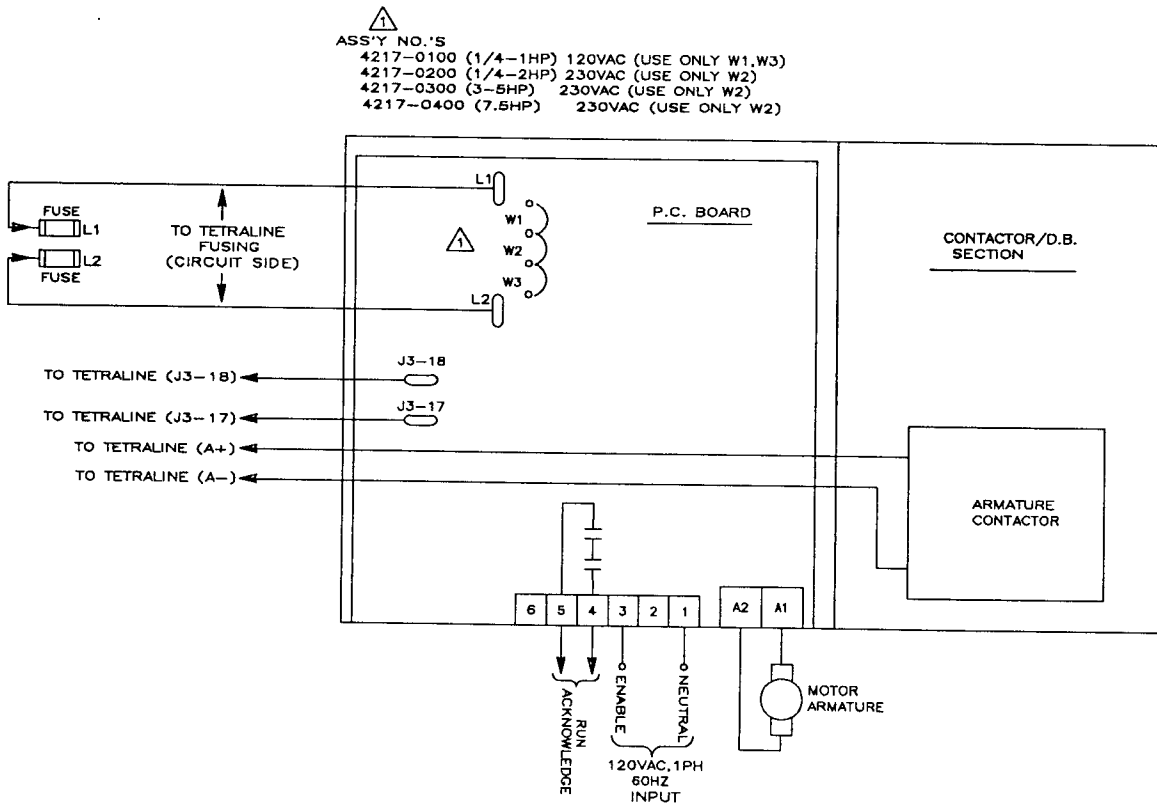 1
ASS'Y NO.'S
4217-0100 (1/4-1HP) 120VAC (USE ONLY W1,W3)
4217-0200 (1/4-2HP) 230VAC (USE ONLY W2)
4217-0300 (3-5HP) 230VAC (USE ONLY W2)
4217-0400 (7.5HP) 230VAC (USE ONLY W2)
L1
FUSE
L1
L2
FUSE
TO TETRALINE
FUSING
(CIRCUIT SIDE)
1
W1
W2
W3
L2
P.C. BOARD
CONTACTOR/D.B.
SECTION
J3-18
TO TETRALINE (J3-18)
J3-17
TO TETRALINE (J3-17)
TO TETRALINE (A+)
TO TETRALINE (A-)
ARMATURE
CONTACTOR
6 5 4 3 2 1
A2 A1
RUN
ACKNOWLEDGE
ENABLE
NEUTRAL
120VAC,1PH
60HZ
INPUT
MOTOR
ARMATURE